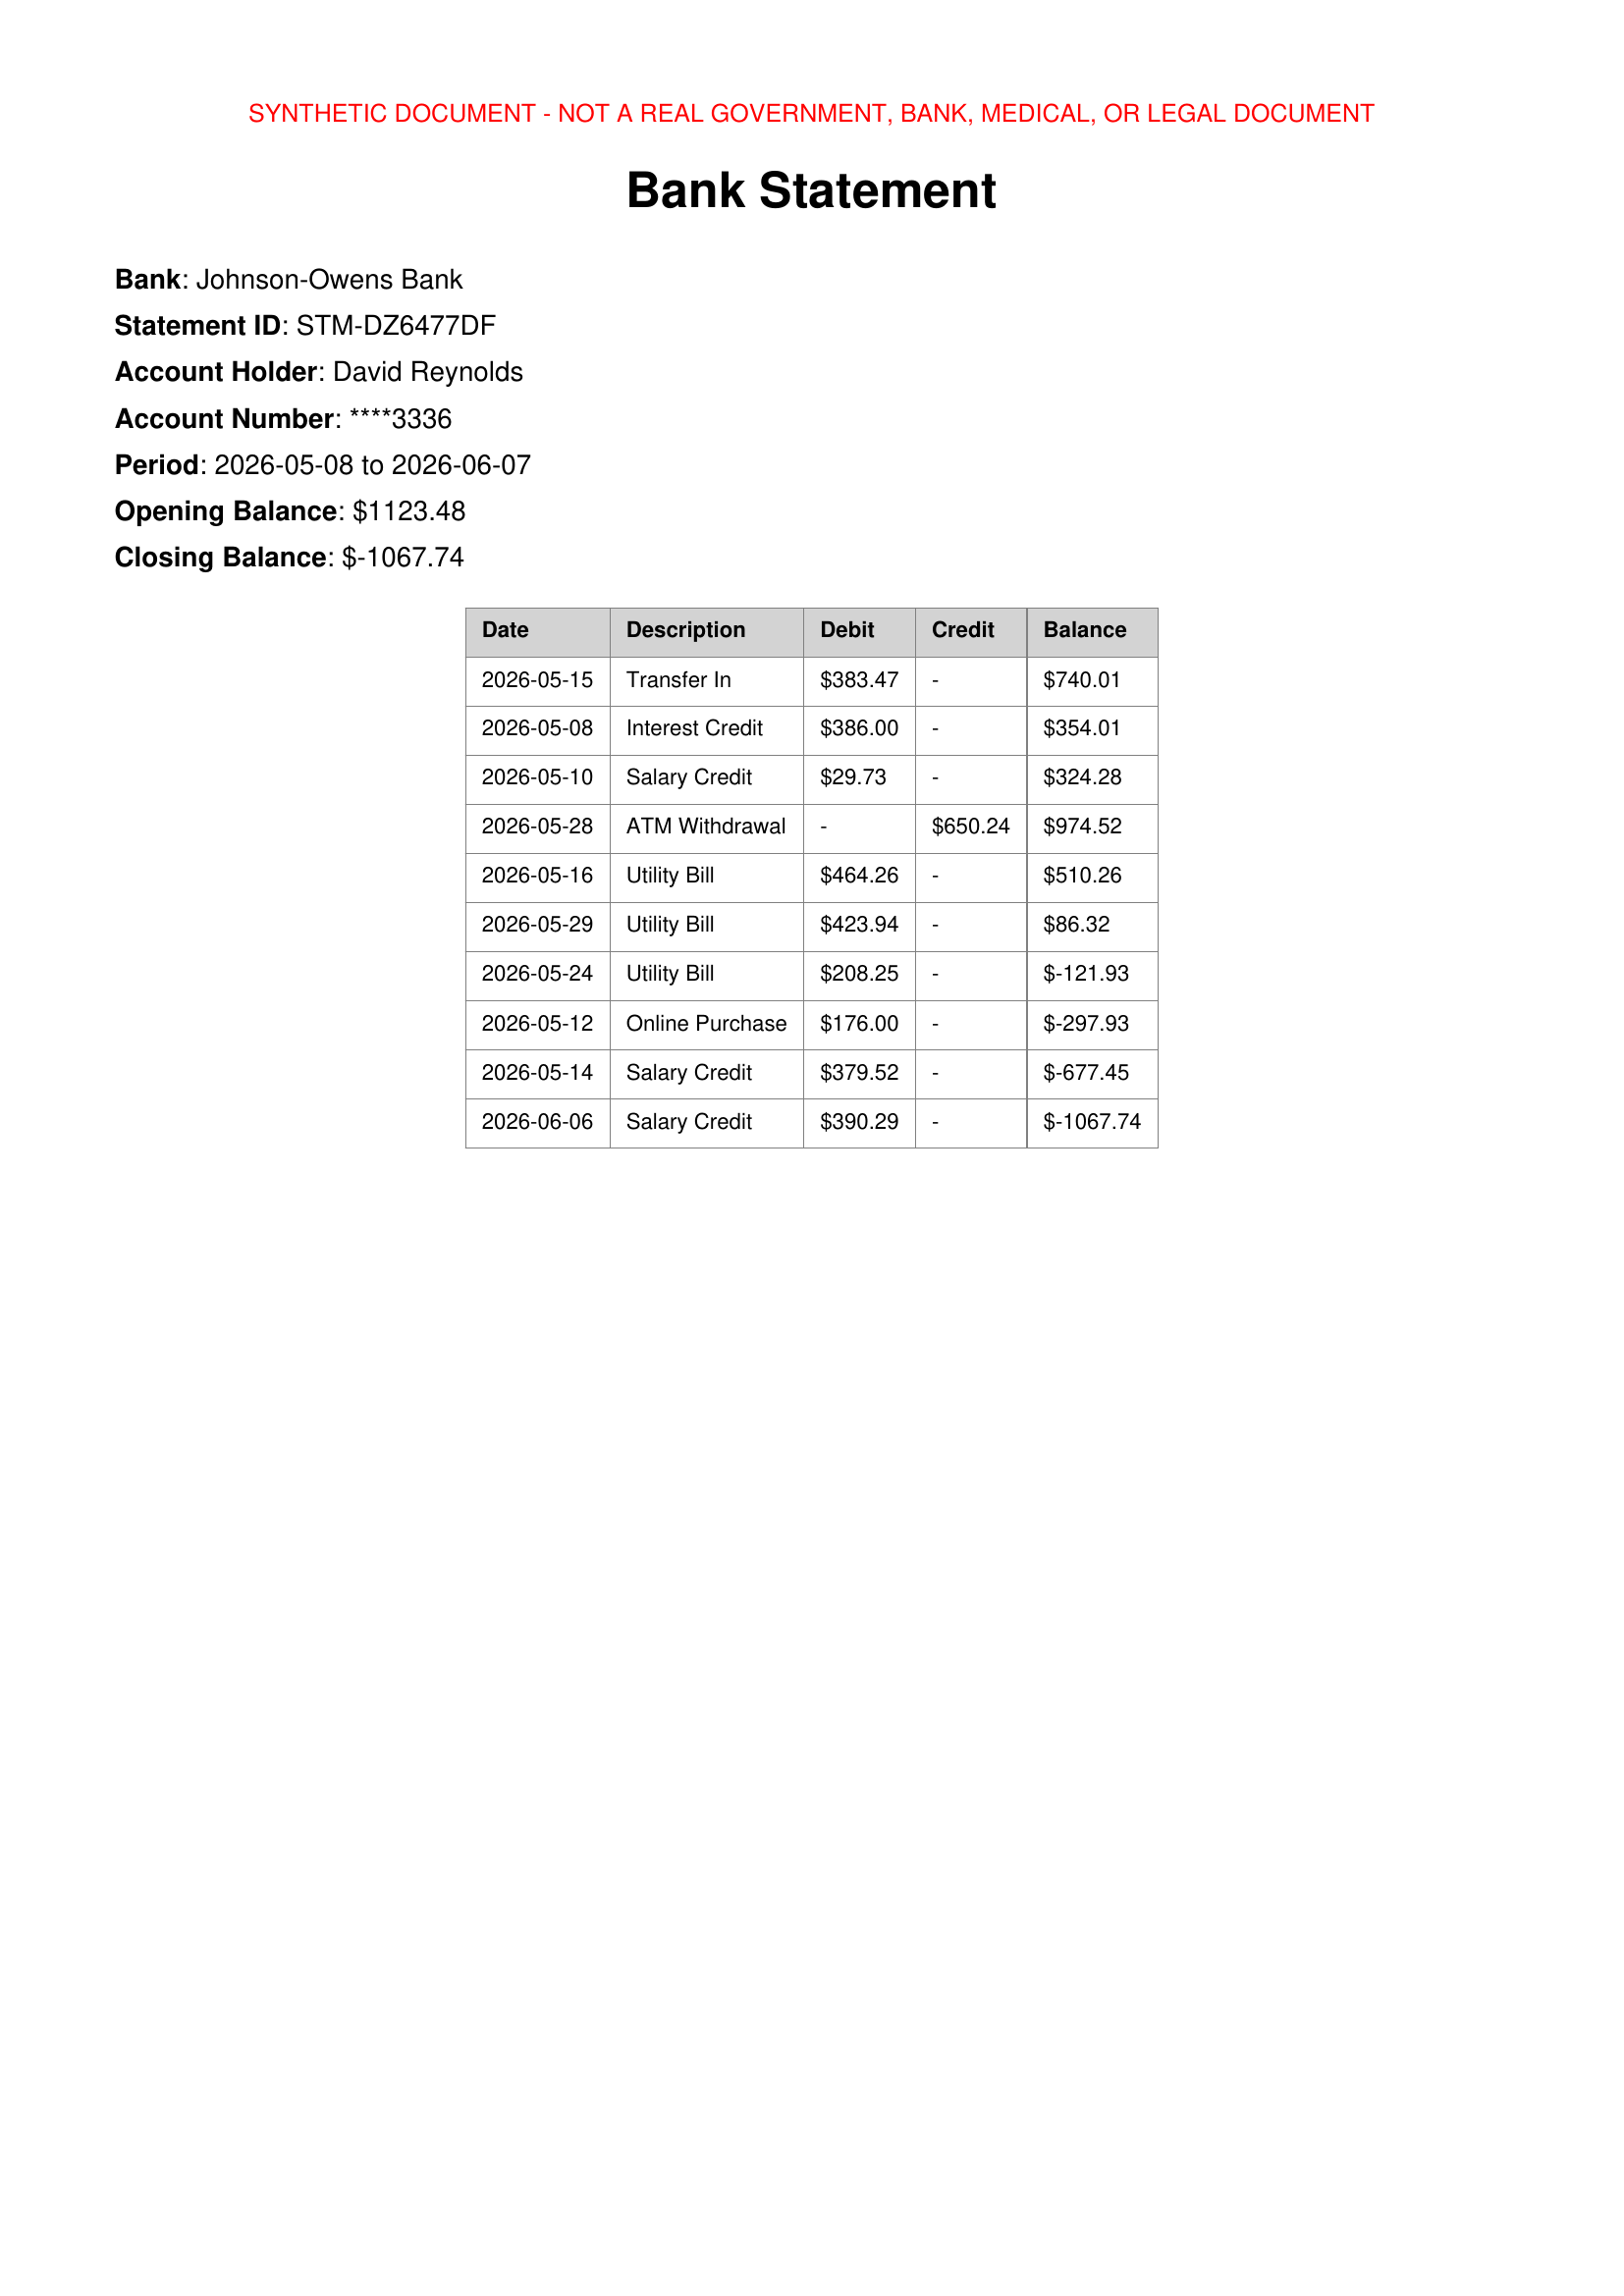 SYNTHETIC DOCUMENT - NOT A REAL GOVERNMENT, BANK, MEDICAL, OR LEGAL DOCUMENT
Bank Statement
Bank: Johnson-Owens Bank
Statement ID: STM-DZ6477DF
Account Holder: David Reynolds
Account Number: ****3336
Period: 2026-05-08 to 2026-06-07
Opening Balance: $1123.48
Closing Balance: $-1067.74
Date Description Debit Credit Balance
2026-05-15 Transfer In $383.47 - $740.01
2026-05-08 Interest Credit $386.00 - $354.01
2026-05-10 Salary Credit $29.73 - $324.28
2026-05-28 ATM Withdrawal - $650.24 $974.52
2026-05-16 Utility Bill $464.26 - $510.26
2026-05-29 Utility Bill $423.94 - $86.32
2026-05-24 Utility Bill $208.25 - $-121.93
2026-05-12 Online Purchase $176.00 - $-297.93
2026-05-14 Salary Credit $379.52 - $-677.45
2026-06-06 Salary Credit $390.29 - $-1067.74